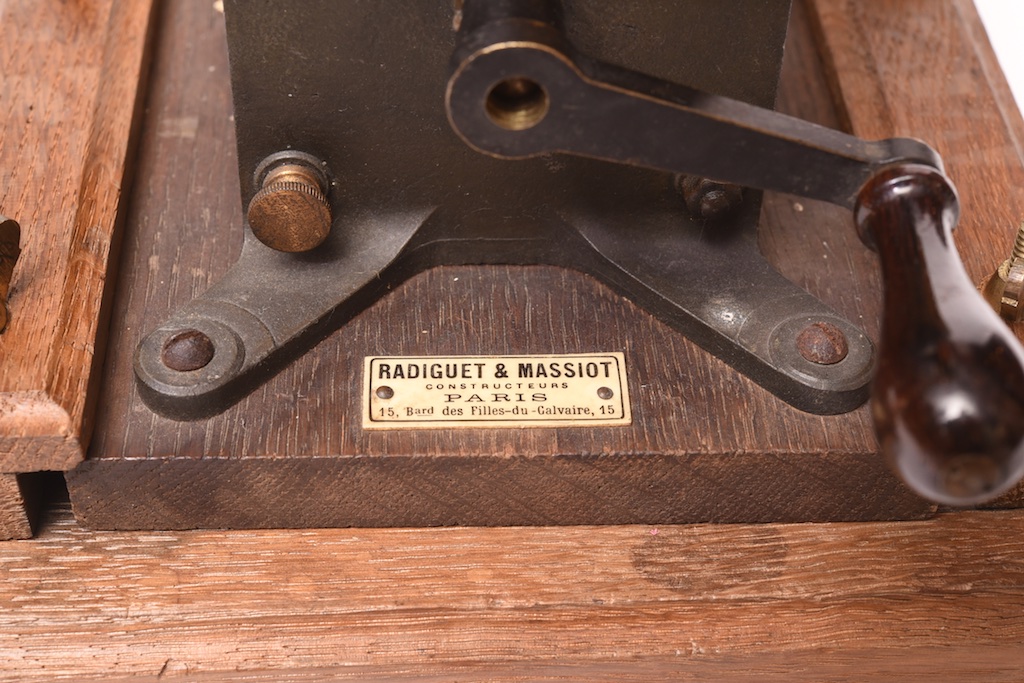 RADIGUET & MASSIOT
CONSTRUCTEURS
PARIS
15, Bard des Filles-du-Calvaire, 15